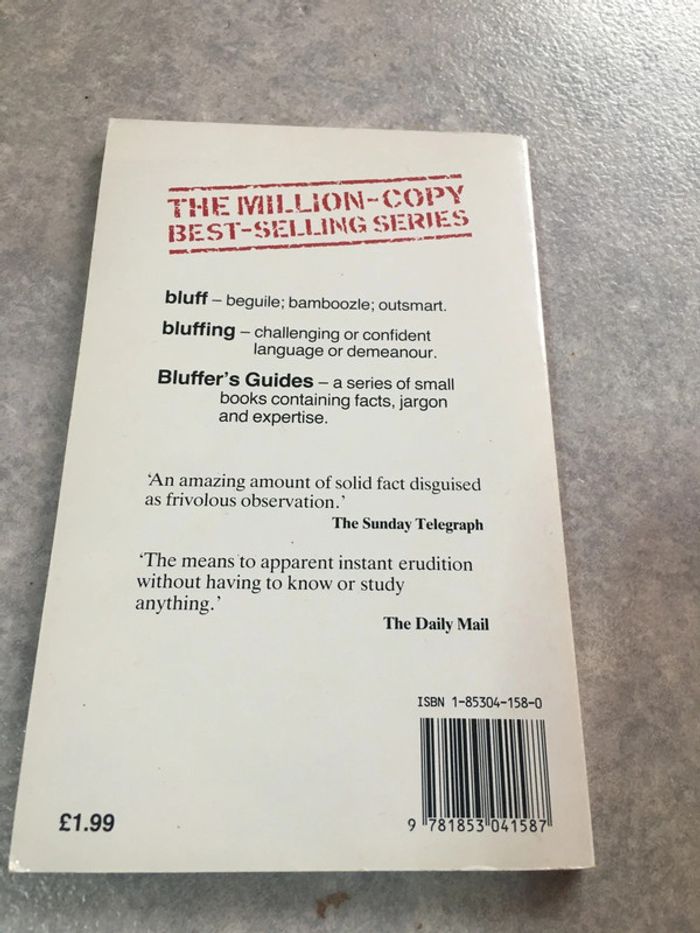 THE MILLION-COPY
BEST-SELLING SERIES
bluff – beguile; bamboozle; outsmart.
bluffing – challenging or confident
language or demeanour.
Bluffer's Guides – a series of small
books containing facts, jargon
and expertise.
'An amazing amount of solid fact disguised
as frivolous observation.'
The Sunday Telegraph
'The means to apparent instant erudition
without having to know or study
anything.'
The Daily Mail
ISBN 1-85304-158-0
9 781853 041587
£1.99